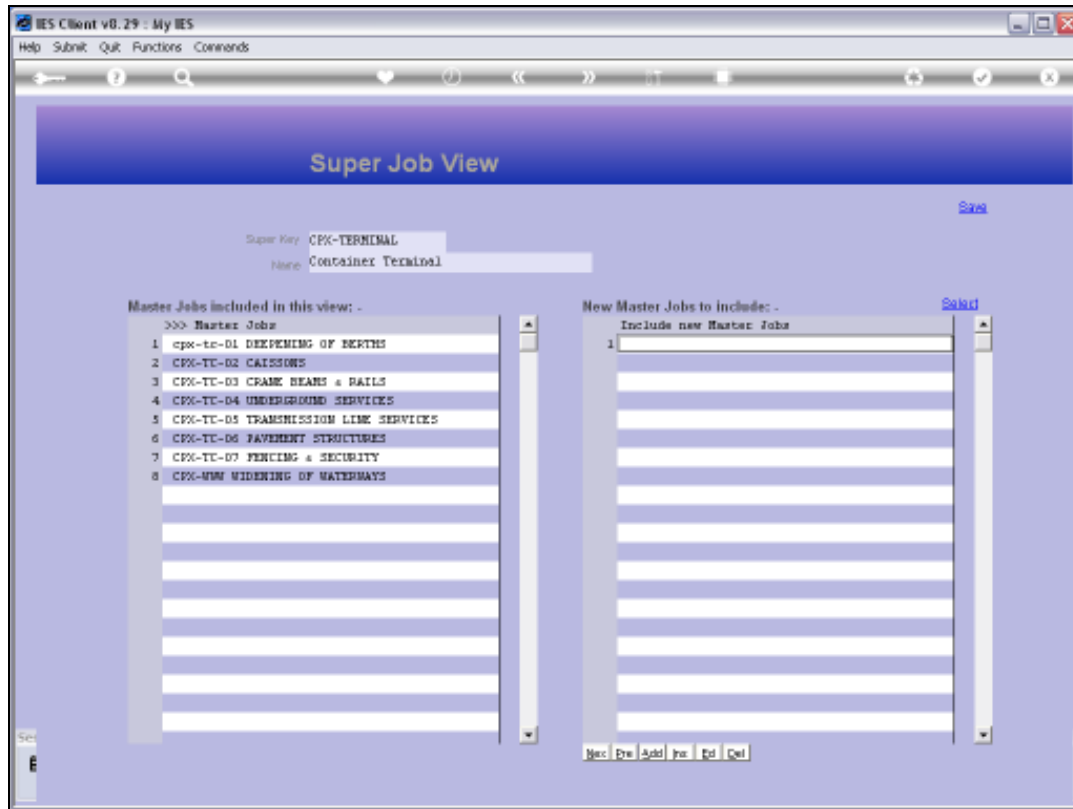 IES Client v8.29 : My IES
Help Submit Quit Functions Commands
Super Job View
Save
Super Key CPX-TERMINAL
Name Container Terminal
Master Jobs included in this view: -
New Master Jobs to include: -
Select
>>> Master Jobs
Include new Master Jobs
1 cpx-tc-01 DEEPENING OF BERTHS
1
2 CPX-TC-02 CAISSONS
3 CPX-TC-03 CRANE BEAMS & RAILS
4 CPX-TC-04 UNDERGROUND SERVICES
5 CPX-TC-05 TRANSMISSION LINE SERVICES
6 CPX-TC-06 PAVEMENT STRUCTURES
7 CPX-TC-07 FENCING & SECURITY
8 CPX-WWW WIDENING OF WATERWAYS
Nex Pre Add Ins Ed Del